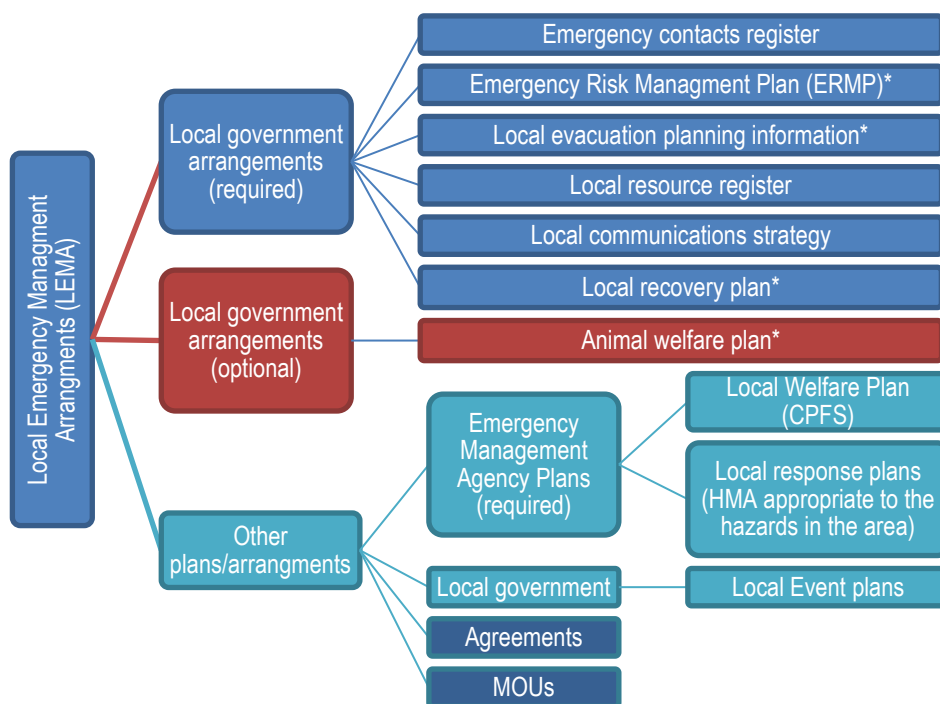 Local Emergency Managment
Arrangments (LEMA)
Local government
arrangements
(required)
Emergency contacts register
Emergency Risk Managment Plan (ERMP)*
Local evacuation planning information*
Local resource register
Local communications strategy
Local recovery plan*
Local government
arrangements
(optional)
Animal welfare plan*
Other
plans/arrangments
Emergency
Management
Agency Plans
(required)
Local Welfare Plan
(CPFS)
Local response plans
(HMA appropriate to the
hazards in the area)
Local government
Local Event plans
Agreements
MOUs